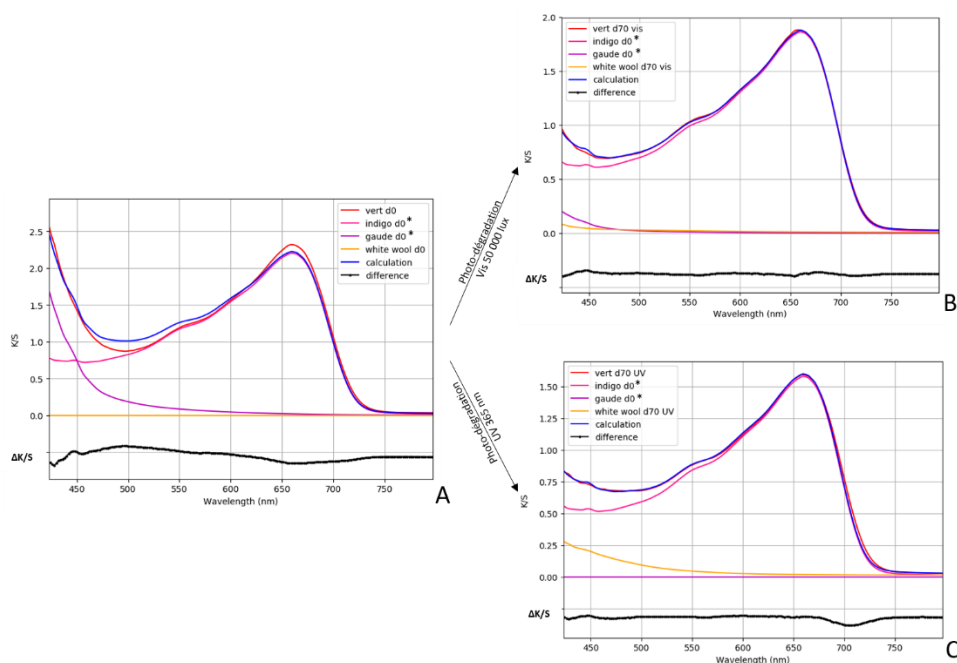 vert d0
indigo d0*
gaude d0*
white wool d0
calculation
difference
2.5
2.0
1.5
1.0
0.5
0.0
K/S
ΔK/S
450 500 550 600 650 700 750
Wavelength (nm)
A
Photo-dégradation
Vis 50 000 lux
Photo-dégradation
UV 365 nm
vert d70 vis
indigo d0*
gaude d0*
white wool d70 vis
calculation
difference
2.0
1.5
1.0
0.5
0.0
K/S
ΔK/S
450 500 550 600 650 700 750
Wavelength (nm)
B
vert d70 UV
indigo d0*
gaude d0*
white wool d70 UV
calculation
difference
1.50
1.25
1.00
0.75
0.50
0.25
0.00
K/S
ΔK/S
450 500 550 600 650 700 750
Wavelength (nm)
C